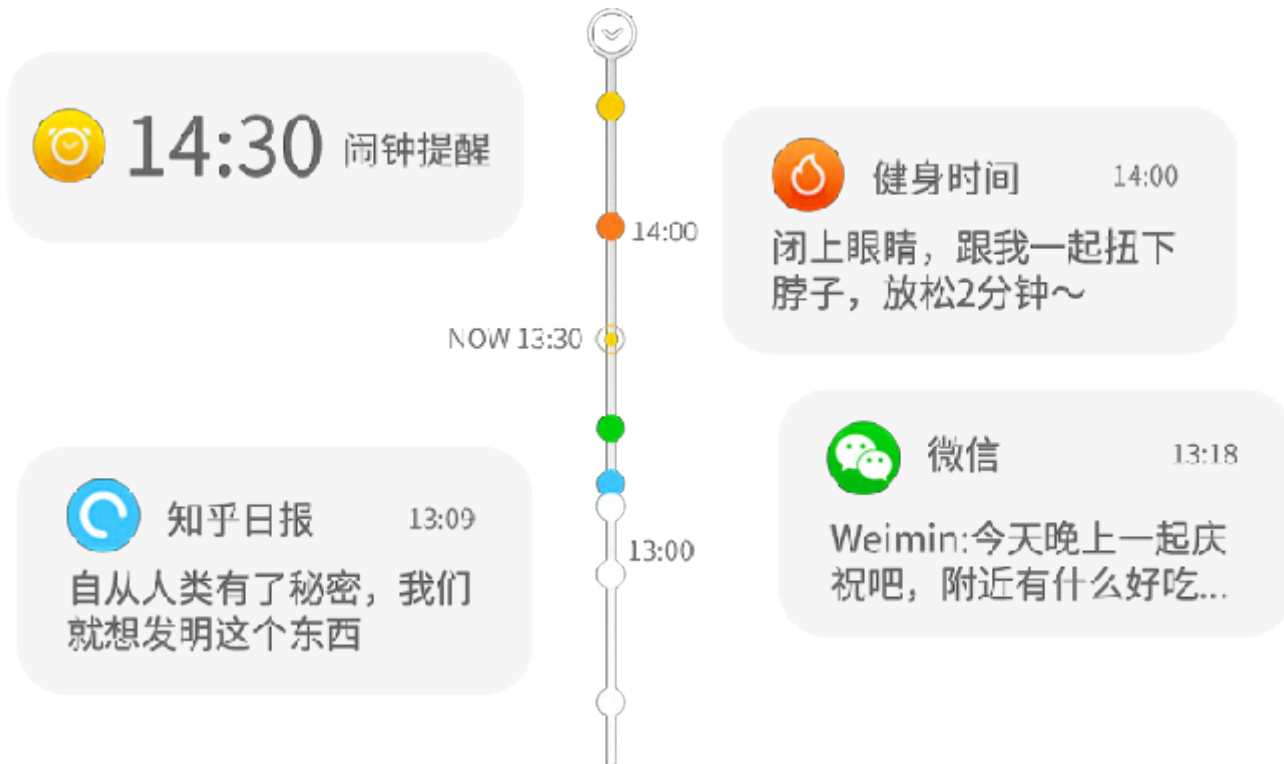 14:30 闹钟提醒
健身时间 14:00
闭上眼睛，跟我一起扭下
脖子，放松2分钟～
14:00
NOW 13:30
微信 13:18
Weimin:今天晚上一起庆
祝吧，附近有什么好吃...
知乎日报 13:09
自从人类有了秘密，我们
就想发明这个东西
13:00